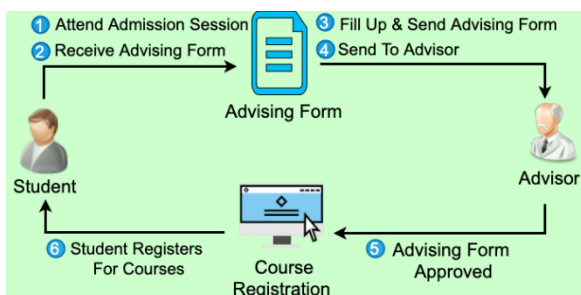 1 Attend Admission Session
2 Receive Advising Form
3 Fill Up & Send Advising Form
4 Send To Advisor
Advising Form
Student
Advisor
6 Student Registers
For Courses
Course
Registration
5 Advising Form
Approved